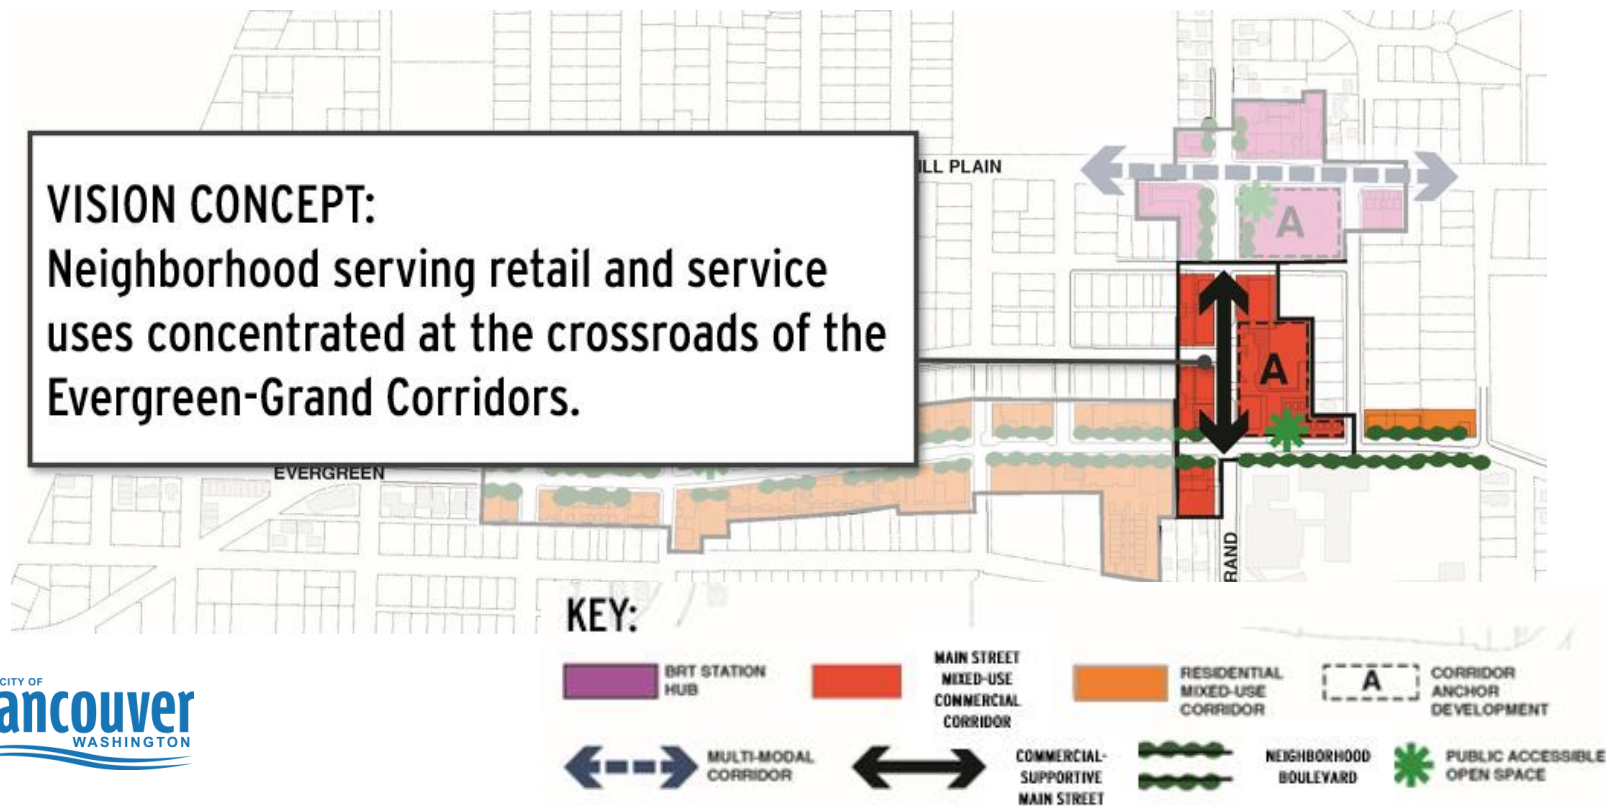 VISION CONCEPT:
Neighborhood serving retail and service
uses concentrated at the crossroads of the
Evergreen-Grand Corridors.
ILL PLAIN
A
A
EVERGREEN
RAND
KEY:
BRT STATION
HUB
MAIN STREET
MIXED-USE
COMMERCIAL
CORRIDOR
RESIDENTIAL
MIXED-USE
CORRIDOR
A
CORRIDOR
ANCHOR
DEVELOPMENT
MULTI-MODAL
CORRIDOR
COMMERCIAL-
SUPPORTIVE
MAIN STREET
NEIGHBORHOOD
BOULEVARD
PUBLIC ACCESSIBLE
OPEN SPACE
CITY OF
ancouver
WASHINGTON